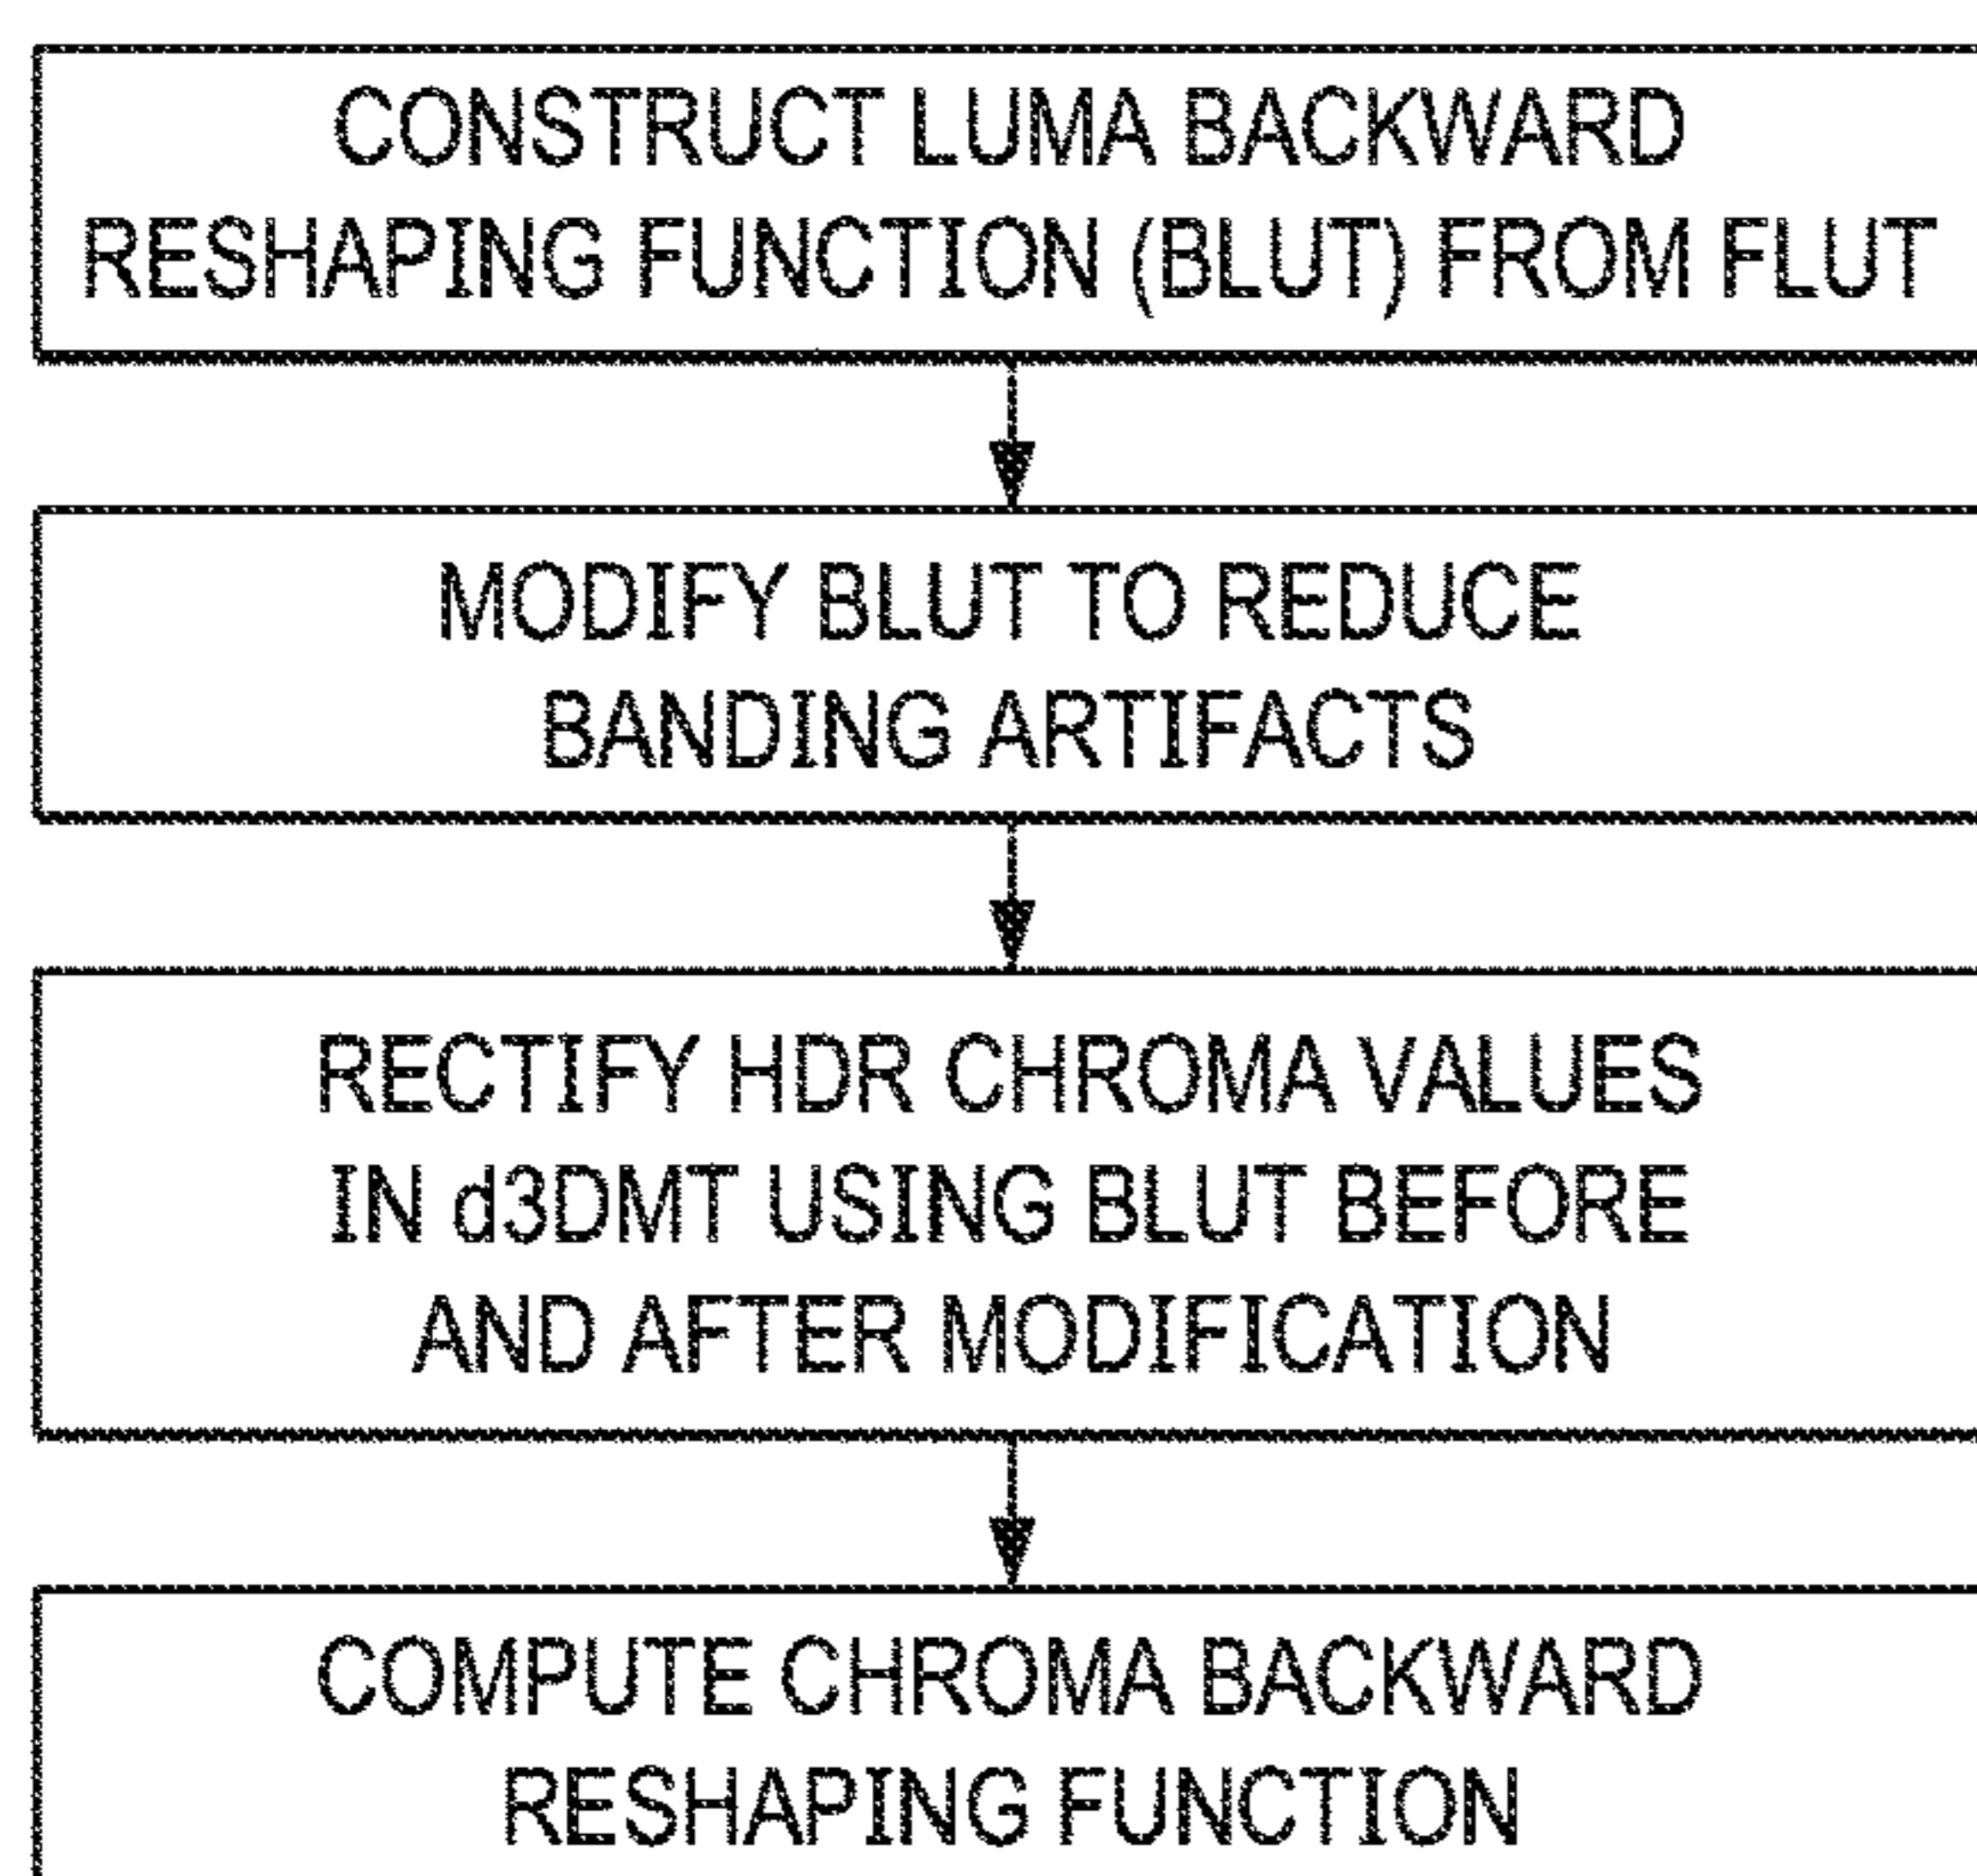 CONSTRUCT LUMA BACKWARD
RESHAPING FUNCTION (BLUT) FROM FLUT
MODIFY BLUT TO REDUCE
BANDING ARTIFACTS
RECTIFY HDR CHROMA VALUES
IN d3DMT USING BLUT BEFORE
AND AFTER MODIFICATION
COMPUTE CHROMA BACKWARD
RESHAPING FUNCTION